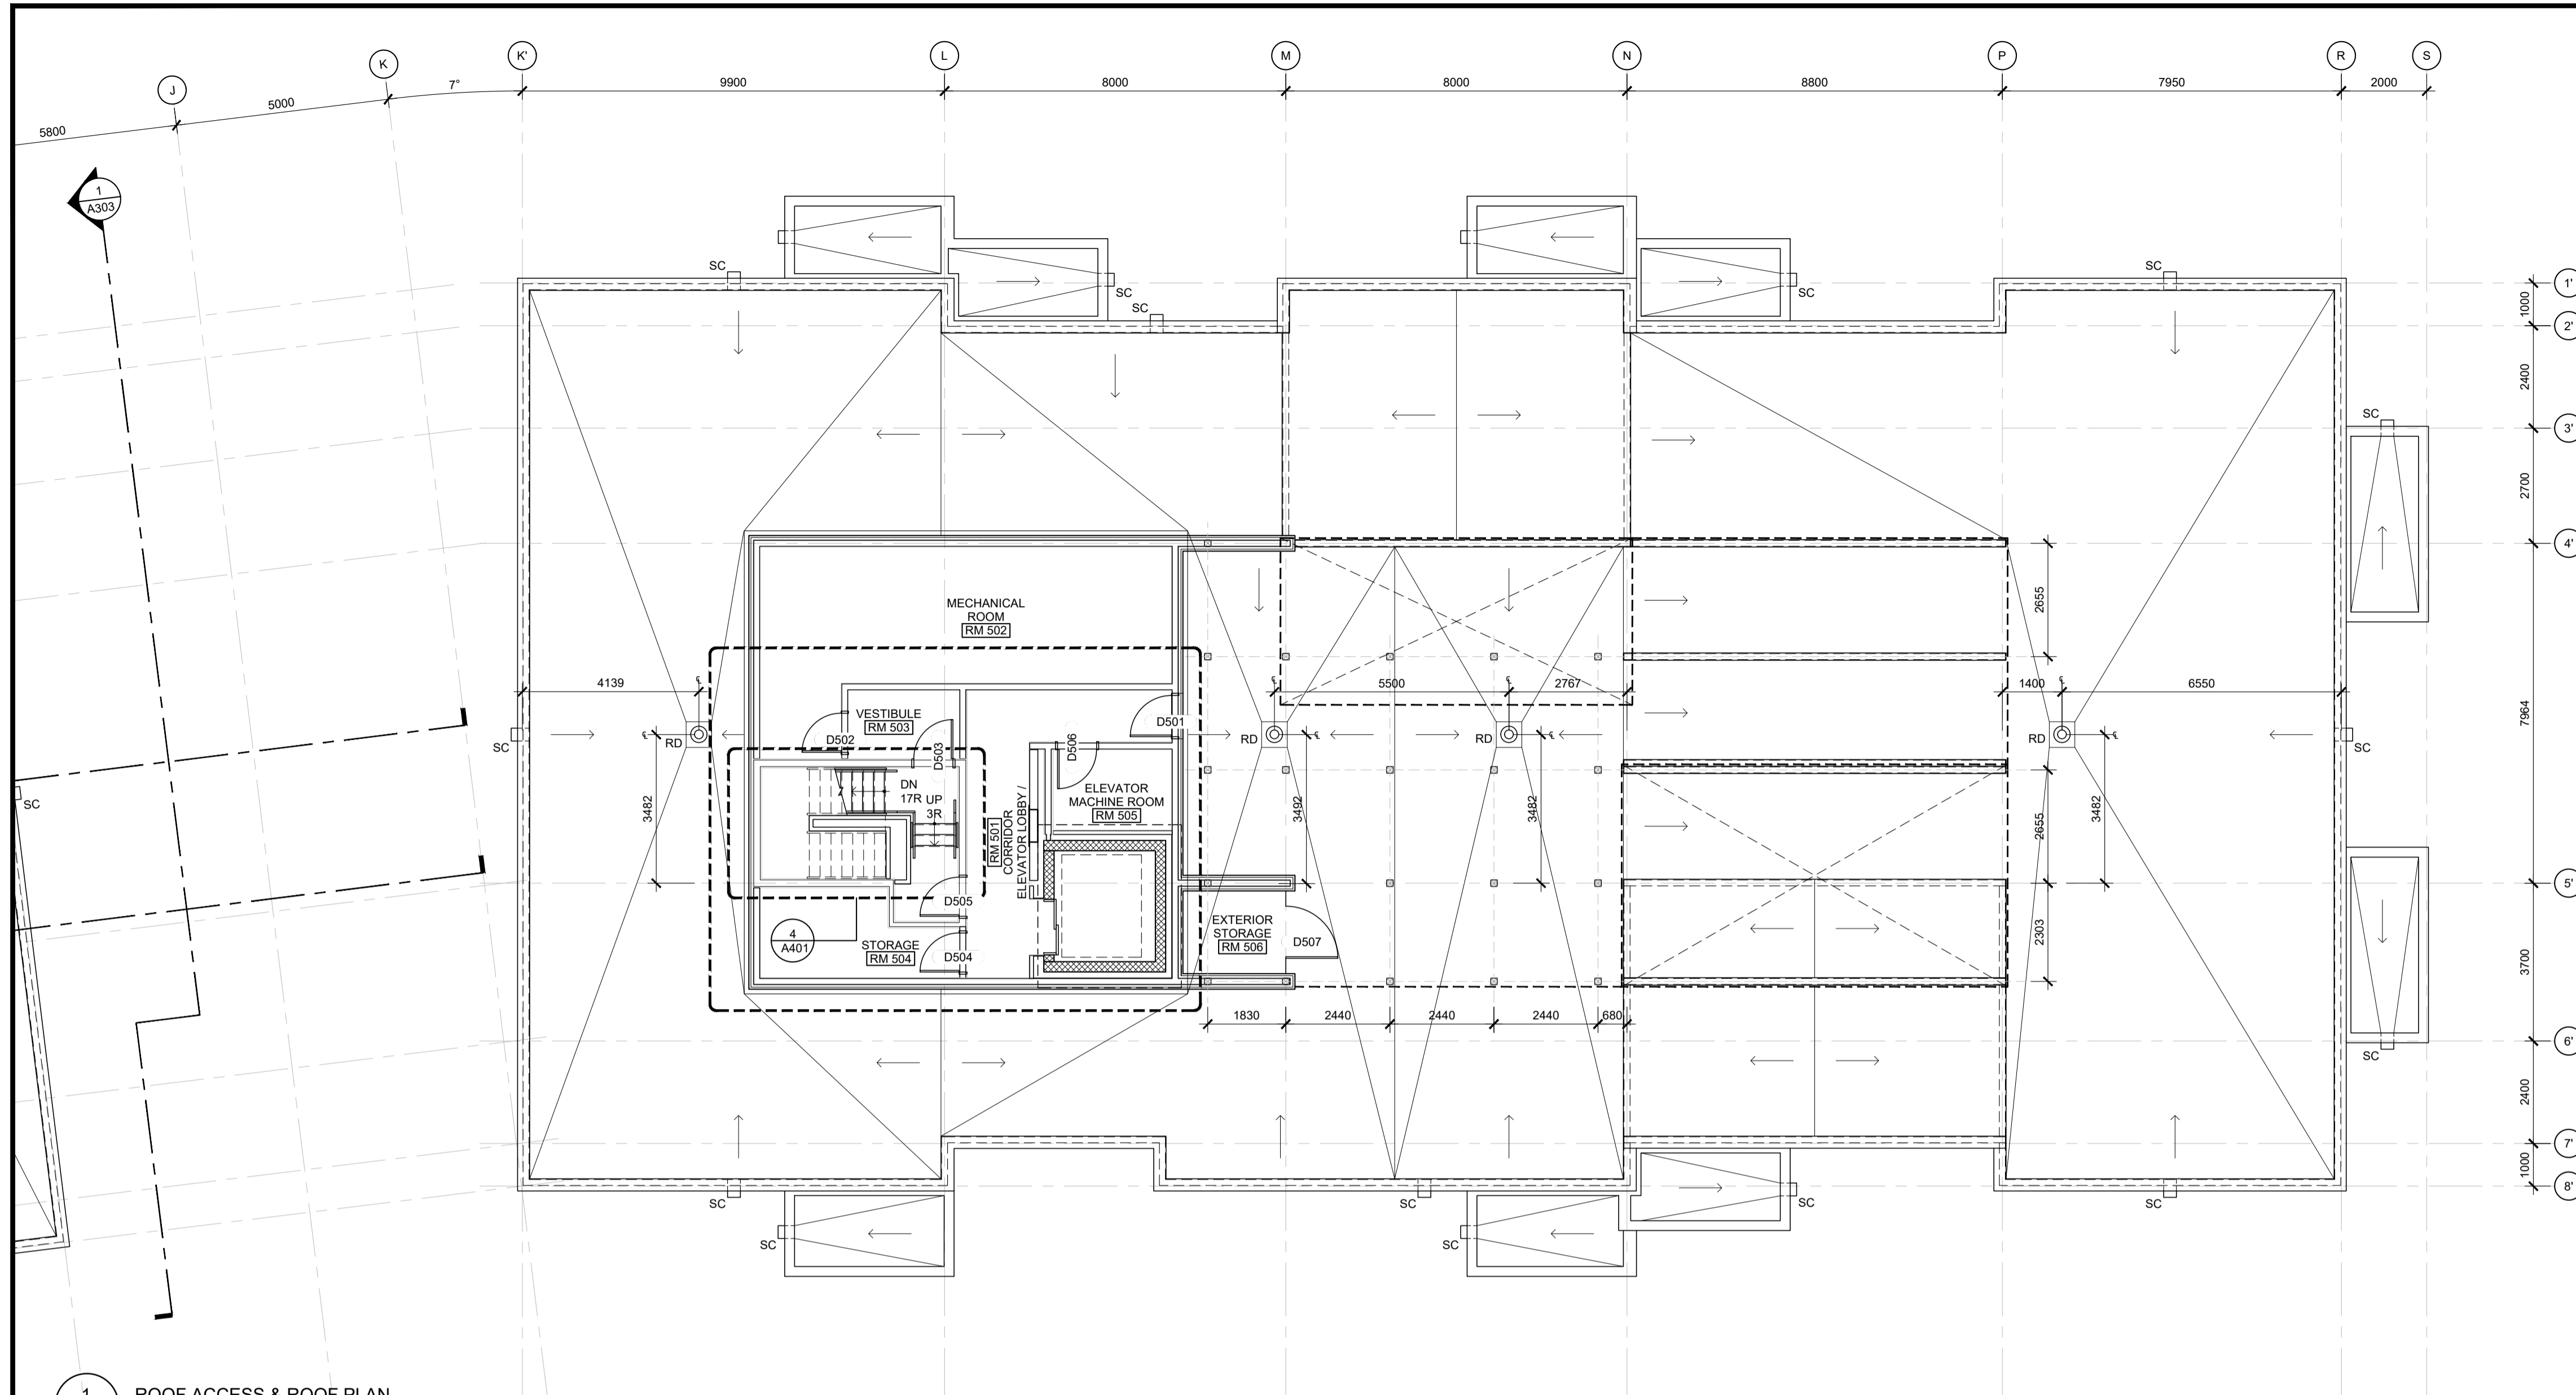 K'
L
M
N
P
R
S
K
J
9900
8000
8000
8800
7950
2000
7°
5000
5800
1
A303
SC
SC
SC
SC
SC
1'
1000
2'
2400
SC
3'
2700
4'
MECHANICAL
ROOM
RM 502
2655
4139
℄
℄
5500
℄
2767
1400
℄
6550
VESTIBULE
RM 503
D501
D502
D503
D506
7964
SC
℄
RD
RD
℄
RD
℄
RD
℄
SC
DN
17R
UP
3R
ELEVATOR
MACHINE ROOM
RM 505
SC
3482
RM 501
CORRIDOR
ELEVATOR LOBBY /
3492
3482
2655
3482
5'
D505
EXTERIOR
STORAGE
RM 506
D507
2303
4
A401
STORAGE
RM 504
D504
3700
1830
2440
2440
2440
680
6'
SC
2400
7'
1000
8'
SC
SC
SC
SC
SC
SC
1
ROOF ACCESS & ROOF PLAN